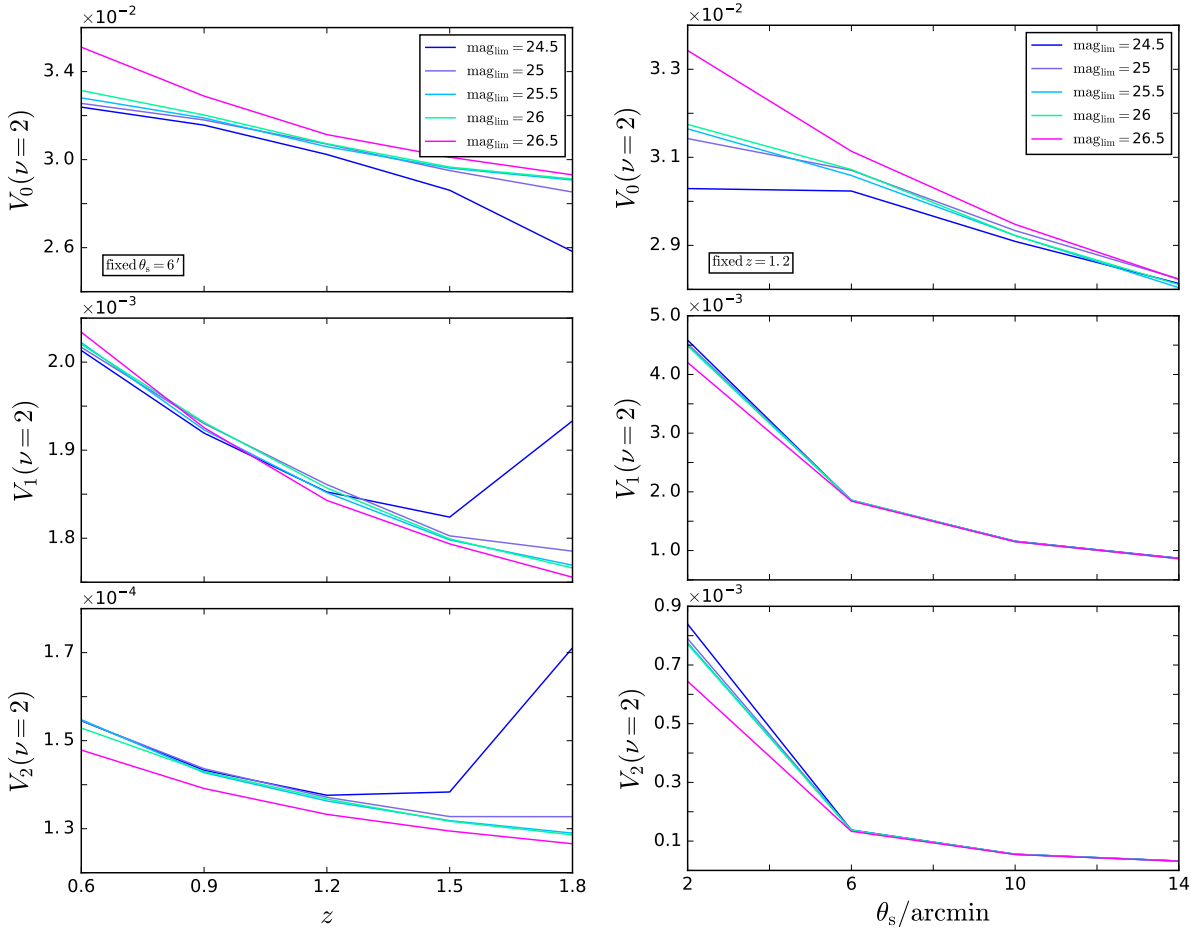 ×10⁻²
3.4
3.0
2.6
V₀(ν=2)
mag_lim=24.5
mag_lim=25
mag_lim=25.5
mag_lim=26
mag_lim=26.5
fixed θₛ=6′
×10⁻³
2.0
1.9
1.8
V₁(ν=2)
×10⁻⁴
1.7
1.5
1.3
V₂(ν=2)
0.6 0.9 1.2 1.5 1.8
z
×10⁻²
3.3
3.1
2.9
V₀(ν=2)
mag_lim=24.5
mag_lim=25
mag_lim=25.5
mag_lim=26
mag_lim=26.5
fixed z=1.2
×10⁻³
5.0
4.0
3.0
2.0
1.0
V₁(ν=2)
×10⁻³
0.9
0.7
0.5
0.3
0.1
V₂(ν=2)
2 6 10 14
θₛ/arcmin